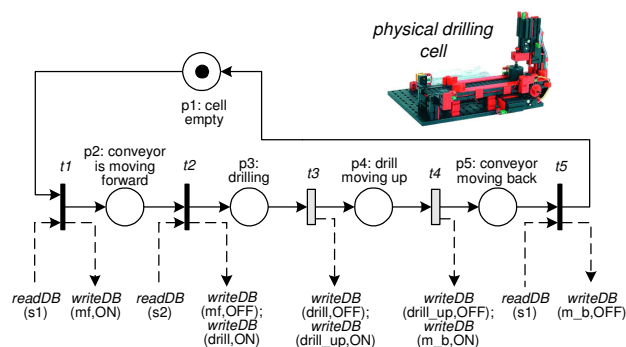 physical drilling
cell
p1: cell
empty
t1
p2: conveyor
is moving
forward
t2
p3:
drilling
t3
p4: drill
moving up
t4
p5: conveyor
moving back
t5
readDB
(s1)
writeDB
(mf,ON)
readDB
(s2)
writeDB
(mf,OFF);
writeDB
(drill,ON)
writeDB
(drill,OFF);
writeDB
(drill_up,ON)
writeDB
(drill_up,OFF);
writeDB
(m_b,ON)
readDB
(s1)
writeDB
(m_b,OFF)